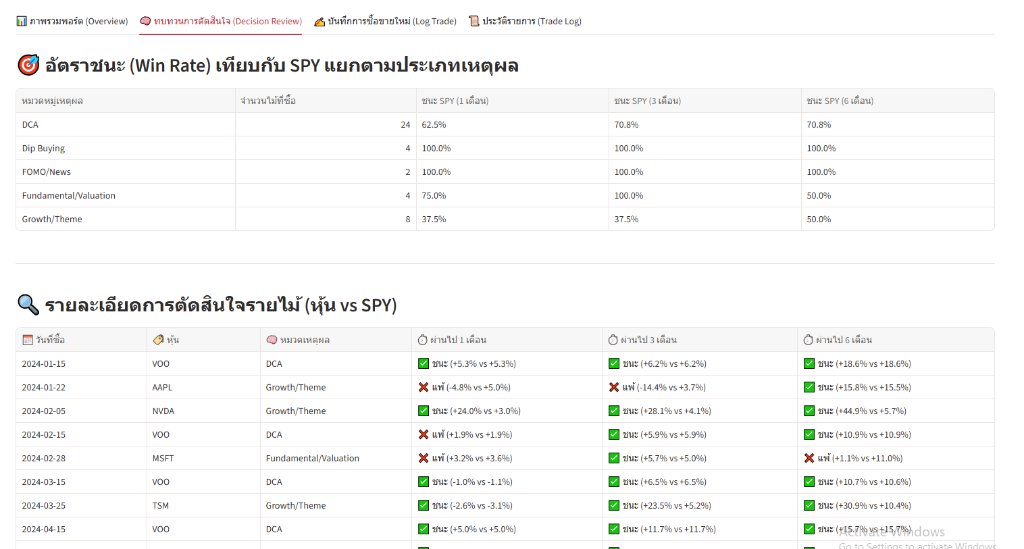 ภาพรวมพอร์ต (Overview) ทบทวนการตัดสินใจ (Decision Review) บันทึกการซื้อขายใหม่ (Log Trade) ประวัติรายการ (Trade Log)
อัตราชนะ (Win Rate) เทียบกับ SPY แยกตามประเภทเหตุผล
หมวดหมู่เหตุผล จำนวนไม้ที่ซื้อ ชนะ SPY (1 เดือน) ชนะ SPY (3 เดือน) ชนะ SPY (6 เดือน)
DCA 24 62.5% 70.8% 70.8%
Dip Buying 4 100.0% 100.0% 100.0%
FOMO/News 2 100.0% 100.0% 100.0%
Fundamental/Valuation 4 75.0% 100.0% 50.0%
Growth/Theme 8 37.5% 37.5% 50.0%
รายละเอียดการตัดสินใจรายไม้ (หุ้น vs SPY)
วันที่ซื้อ หุ้น หมวดเหตุผล ผ่านไป 1 เดือน ผ่านไป 3 เดือน ผ่านไป 6 เดือน
2024-01-15 VOO DCA ✅ ชนะ (+5.3% vs +5.3%) ✅ ชนะ (+6.2% vs +6.2%) ✅ ชนะ (+18.6% vs +18.6%)
2024-01-22 AAPL Growth/Theme ❌ แพ้ (-4.8% vs +5.0%) ❌ แพ้ (-14.4% vs +3.7%) ✅ ชนะ (+15.8% vs +15.5%)
2024-02-05 NVDA Growth/Theme ✅ ชนะ (+24.0% vs +3.0%) ✅ ชนะ (+28.1% vs +4.1%) ✅ ชนะ (+44.9% vs +5.7%)
2024-02-15 VOO DCA ❌ แพ้ (+1.9% vs +1.9%) ✅ ชนะ (+5.9% vs +5.9%) ✅ ชนะ (+10.9% vs +10.9%)
2024-02-28 MSFT Fundamental/Valuation ❌ แพ้ (+3.2% vs +3.6%) ✅ ชนะ (+5.7% vs +5.0%) ❌ แพ้ (+1.1% vs +11.0%)
2024-03-15 VOO DCA ✅ ชนะ (-1.0% vs -1.1%) ✅ ชนะ (+6.5% vs +6.5%) ✅ ชนะ (+10.7% vs +10.6%)
2024-03-25 TSM Growth/Theme ✅ ชนะ (-2.6% vs -3.1%) ✅ ชนะ (+23.5% vs +5.2%) ✅ ชนะ (+30.9% vs +10.4%)
2024-04-15 VOO DCA ✅ ชนะ (+5.0% vs +5.0%) ✅ ชนะ (+11.7% vs +11.7%) ✅ ชนะ (+15.7% vs +15.7%)
Activate Windows
Go to Settings to activate Windows.